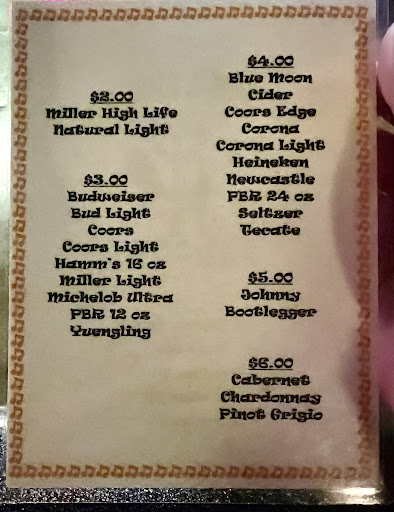 $2.00
Miller High Life
Natural Light
$3.00
Budweiser
Bud Light
Coors
Coors Light
Hamm's 16 oz
Miller Light
Michelob Ultra
PBR 12 oz
Yuengling
$4.00
Blue Moon
Cider
Coors Edge
Corona
Corona Light
Heineken
Newcastle
PBR 24 oz
Seltzer
Tecate
$5.00
Johnny
Bootlegger
$6.00
Cabernet
Chardonnay
Pinot Grigio